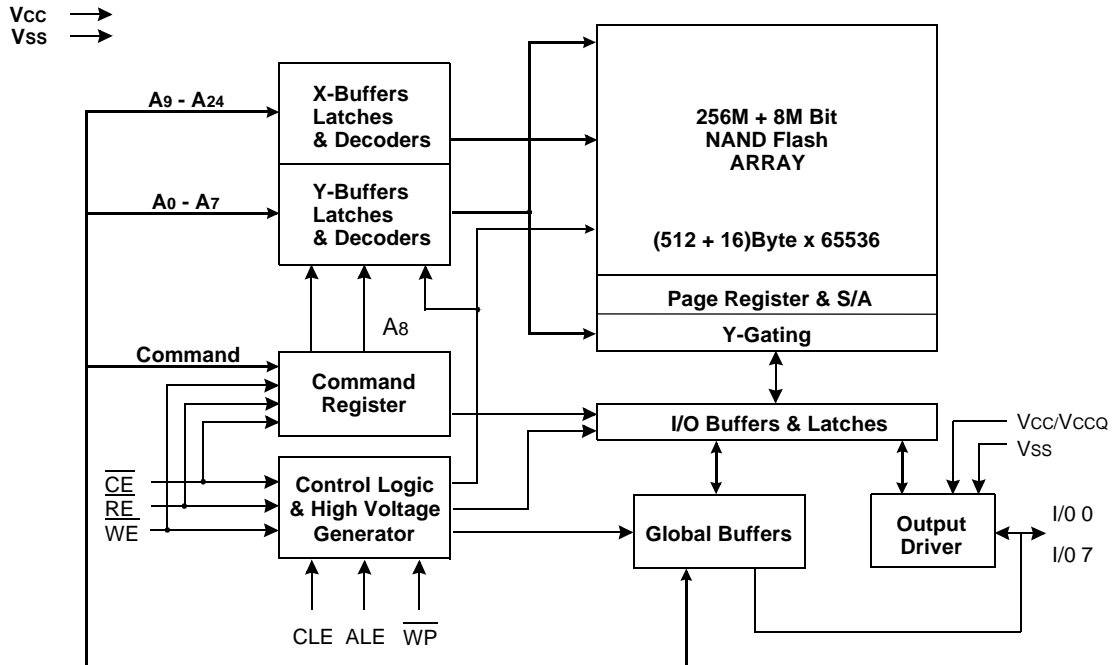 VCC
VSS
A9 - A24
X-Buffers
Latches
& Decoders
256M + 8M Bit
NAND Flash
ARRAY
A0 - A7
Y-Buffers
Latches
& Decoders
(512 + 16)Byte x 65536
Page Register & S/A
Y-Gating
A8
Command
Command
Register
I/O Buffers & Latches
VCC/VCCQ
VSS
CE
RE
WE
Control Logic
& High Voltage
Generator
Global Buffers
Output
Driver
I/0 0
I/0 7
CLE
ALE
WP